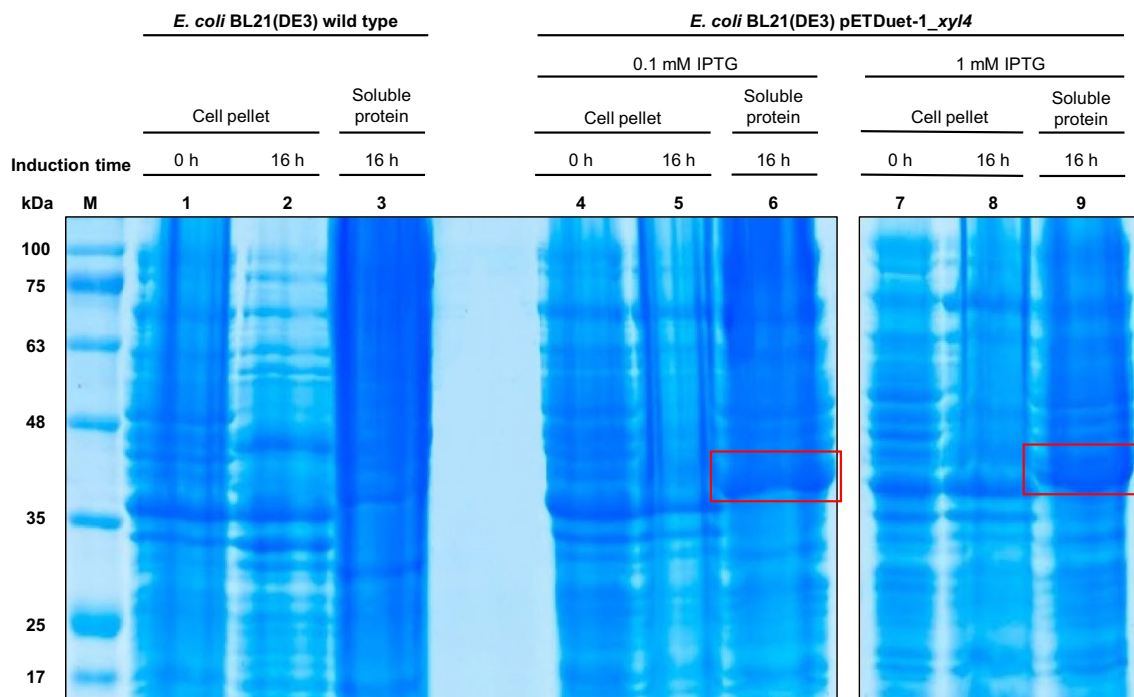 E. coli BL21(DE3) wild type
E. coli BL21(DE3) pETDuet-1_xyl4
0.1 mM IPTG
1 mM IPTG
Cell pellet
Soluble
protein
Cell pellet
Soluble
protein
Cell pellet
Soluble
protein
Induction time
0 h
16 h
16 h
0 h
16 h
16 h
0 h
16 h
16 h
kDa
M
1
2
3
4
5
6
7
8
9
100
75
63
48
35
25
17